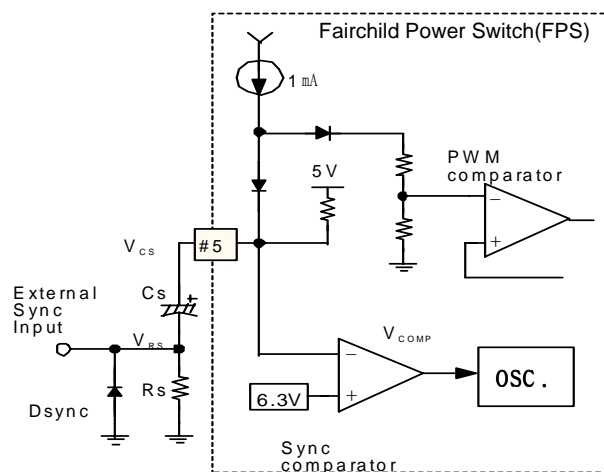 Fairchild Power Switch(FPS)
1 mA
5V
PWM
comparator
−
+
VCS
#5
External
Sync
Input
Cs
+
VRS
Rs
Dsync
VCOMP
−
+
6.3V
OSC.
Sync
comparator